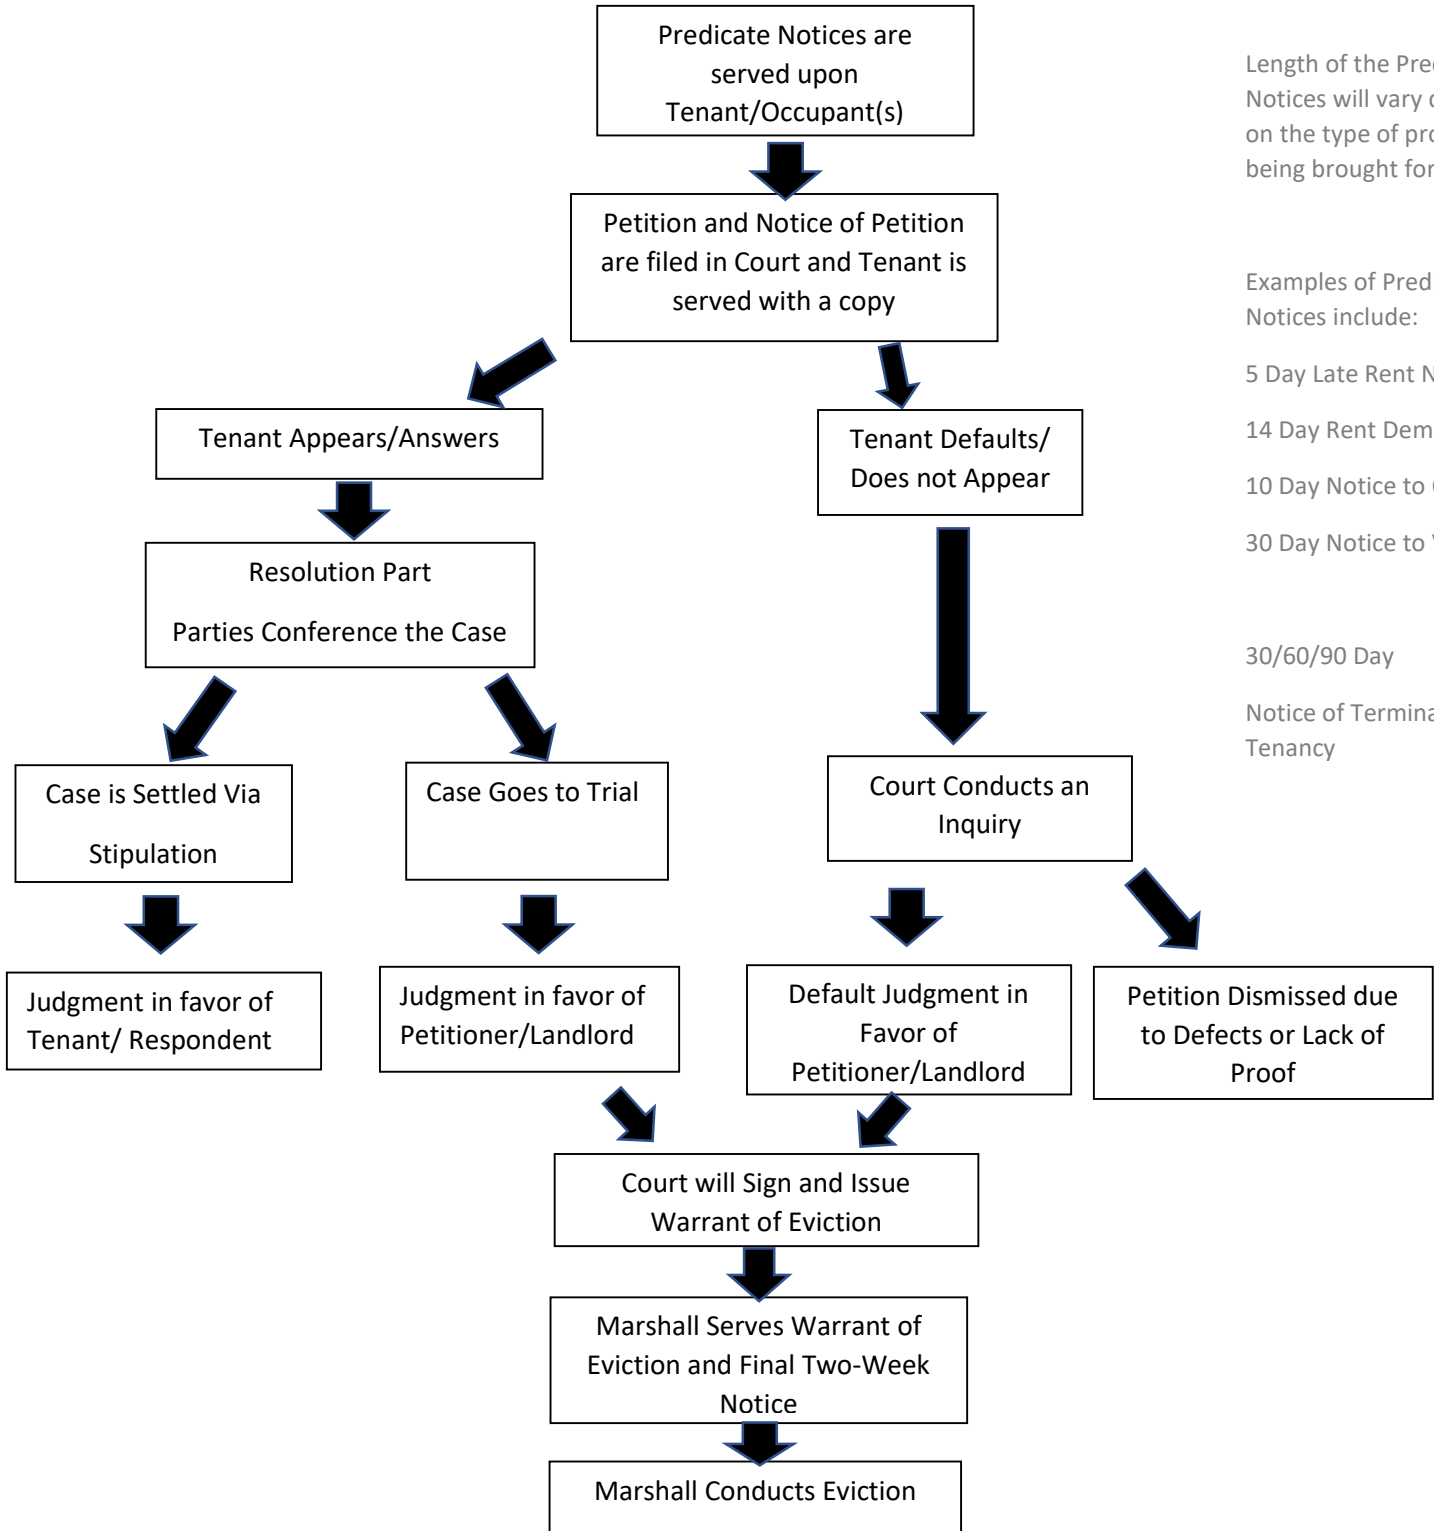 Predicate Notices are
served upon
Tenant/Occupant(s)
Petition and Notice of Petition
are filed in Court and Tenant is
served with a copy
Tenant Appears/Answers
Tenant Defaults/
Does not Appear
Resolution Part
Parties Conference the Case
Case is Settled Via
Stipulation
Case Goes to Trial
Court Conducts an
Inquiry
Judgment in favor of
Tenant/ Respondent
Judgment in favor of
Petitioner/Landlord
Default Judgment in
Favor of
Petitioner/Landlord
Petition Dismissed due
to Defects or Lack of
Proof
Court will Sign and Issue
Warrant of Eviction
Marshall Serves Warrant of
Eviction and Final Two-Week
Notice
Marshall Conducts Eviction
Length of the
Notices will vary
on the type of
being brought
Examples of
Notices include:
5 Day Late Rent
14 Day Rent
10 Day Notice to
30 Day Notice to
30/60/90 Day
Notice of
Tenancy